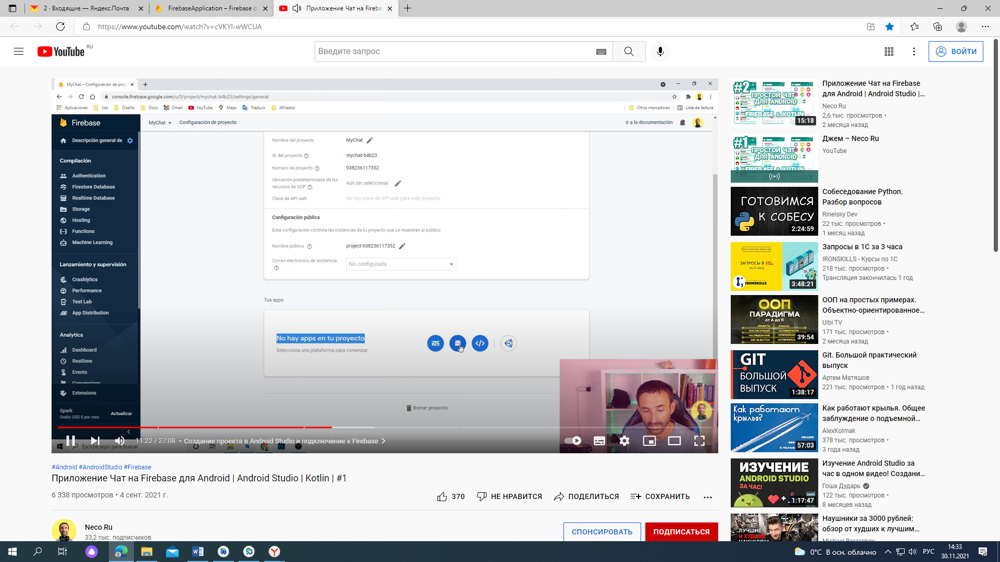 2 · Входящие — Яндекс.Почта
FirebaseApplication – Firebase
Приложение Чат на Fireba
https://www.youtube.com/watch?v=cVKYI-wWCUA
YouTube
RU
Введите запрос
ВОЙТИ
MyChat – Configuración de
console.firebase.google.com/u/0/project/mychat-b4b23/settings/general
Aplicaciones
Job
Diseño
Docs
Gmail
YouTube
Maps
Traducir
Afiliados
Otros marcadores
Lista de lectura
Firebase
MyChat
Configuración de proyecto
Ir a la documentación
Descripción general de
Compilación
Authentication
Firestore Database
Realtime Database
Storage
Hosting
Functions
Machine Learning
Lanzamiento y supervisión
Crashlytics
Performance
Test Lab
App Distribution
Analytics
Dashboard
Realtime
Events
Conversions
Extensions
Spark
Gratis USD 0 por mes
Actualizar
Nombre del proyecto
MyChat
ID del proyecto
mychat-b4b23
Número de proyecto
938236117352
Ubicación predeterminada de los
recursos de GCP
Aún sin seleccionar
Clave de API web
No hay clave de API web para este proyecto
Configuración pública
Esta configuración controla las instancias de tu proyecto que se muestran al público
Nombre público
project-938236117352
Correo electrónico de asistencia
No configurada
Tus apps
No hay apps en tu proyecto
Selecciona una plataforma para comenzar
iOS
Borrar proyecto
11:22 / 27:08 • Создание проекта в Android Studio и подключение к Firebase
Escribe aquí para buscar
#Android #AndroidStudio #Firebase
Приложение Чат на Firebase для Android | Android Studio | Kotlin | #1
6 338 просмотров • 4 сент. 2021 г.
370
НЕ НРАВИТСЯ
ПОДЕЛИТЬСЯ
СОХРАНИТЬ
Neco Ru
33,2 тыс. подписчиков
СПОНСИРОВАТЬ
ПОДПИСАТЬСЯ
#2
ПРОСТОЙ ЧАТ
ДЛЯ ANDROID
FIREBASE & KOTLIN
15:18
Приложение Чат на Firebase
для Android | Android Studio |...
Neco Ru
2,6 тыс. просмотров •
2 месяца назад
#1
ПРОСТОЙ ЧАТ
ДЛЯ ANDROID
FIREBASE & KOTLIN
Джем – Neco Ru
YouTube
ГОТОВИМСЯ
К СОБЕСУ
2:24:59
Собеседование Python.
Разбор вопросов
Rineisky Dev
22 тыс. просмотров •
1 месяц назад
Бесплатный вебинар
ЗАПРОСЫ В 1С
за 3 часа
IRONSKILLS
3:48:21
Запросы в 1С за 3 часа
IRONSKILLS - Курсы по 1С
218 тыс. просмотров •
Трансляция закончилась 1 год
ООП
ПАРАДИГМА
от А до Я
ОБЪЕКТЫ
КЛАССЫ
ИНКАПСУЛЯЦИЯ
ПОЛИМОРФИЗМ
НАСЛЕДОВАНИЕ
КОМПОЗИЦИЯ
DEP. INJECTION
39:54
ООП на простых примерах.
Объектно-ориентированное...
Ulbi TV
171 тыс. просмотров •
2 месяца назад
GIT
БОЛЬШОЙ
ВЫПУСК
1:38:17
Git. Большой практический
выпуск
Артем Матяшов
221 тыс. просмотров • 1 год назад
Как работают
крылья?
общее
57:03
Как работают крылья. Общее
заблуждение о подъемной...
AlexKolmak
378 тыс. просмотров •
3 года назад
ИЗУЧЕНИЕ
ANDROID STUDIO
ЗА ЧАС!
1:17:47
Изучение Android Studio за
час в одном видео! Создани...
Гоша Дударь
122 тыс. просмотров •
8 месяцев назад
ЛУЧШИЕ
И ХУДШИЕ
НАУШНИКИ
Наушники за 3000 рублей:
обзор от худших к лучшим...
0°C В осн. облачно
РУС
14:33
30.11.2021